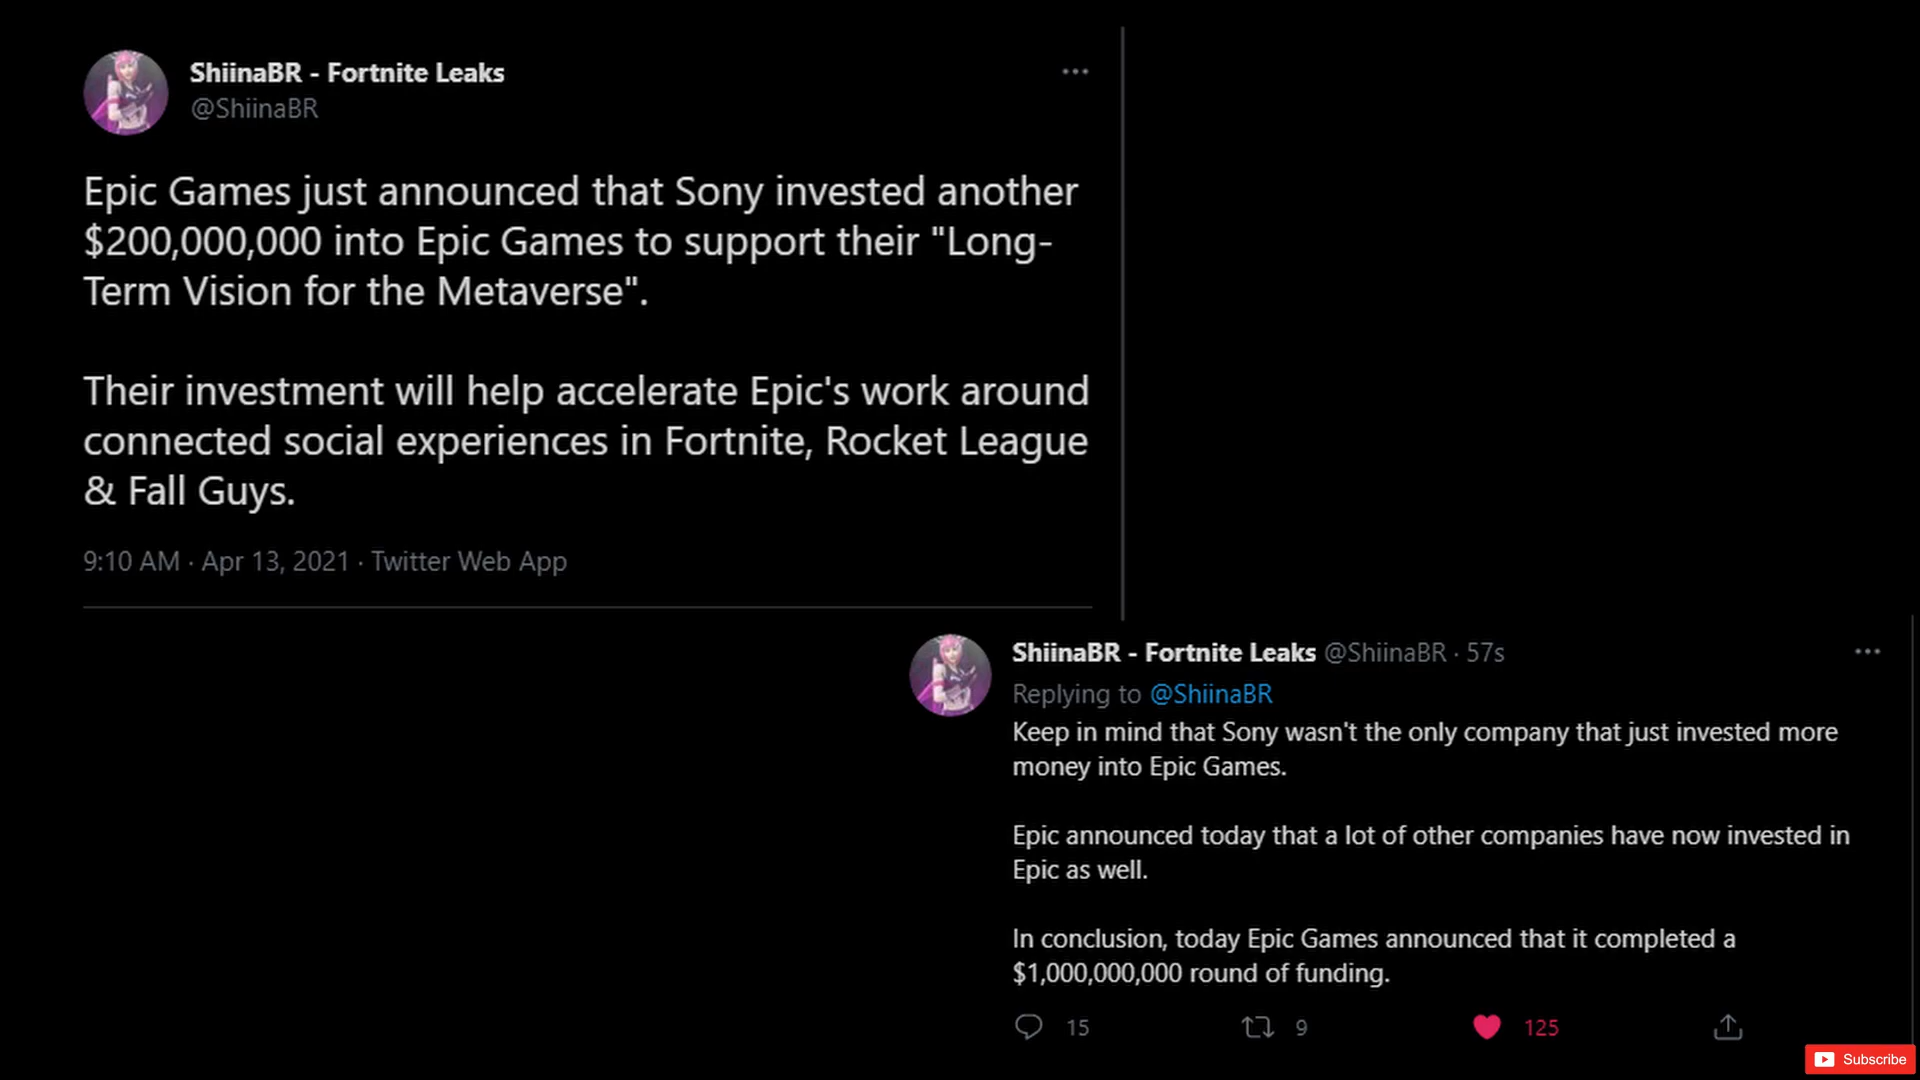 ShiinaBR - Fortnite Leaks
@ShiinaBR
Epic Games just announced that Sony invested another
$200,000,000 into Epic Games to support their "Long-
Term Vision for the Metaverse".
Their investment will help accelerate Epic's work around
connected social experiences in Fortnite, Rocket League
& Fall Guys.
9:10 AM · Apr 13, 2021 · Twitter Web App
ShiinaBR - Fortnite Leaks @ShiinaBR · 57s
Replying to @ShiinaBR
Keep in mind that Sony wasn't the only company that just invested more
money into Epic Games.
Epic announced today that a lot of other companies have now invested in
Epic as well.
In conclusion, today Epic Games announced that it completed a
$1,000,000,000 round of funding.
15 9 125
Subscribe